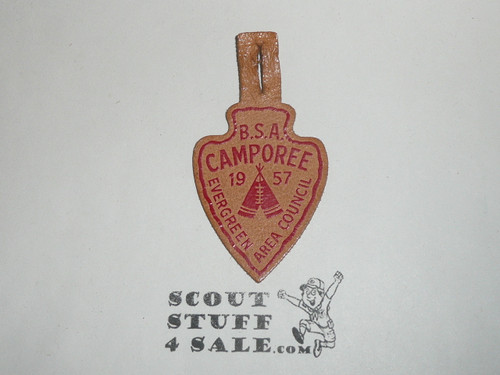 B.S.A.
CAMPOREE
19 57
EVERGREEN AREA COUNCIL
SCOUT
STUFF
4 SALE.COM